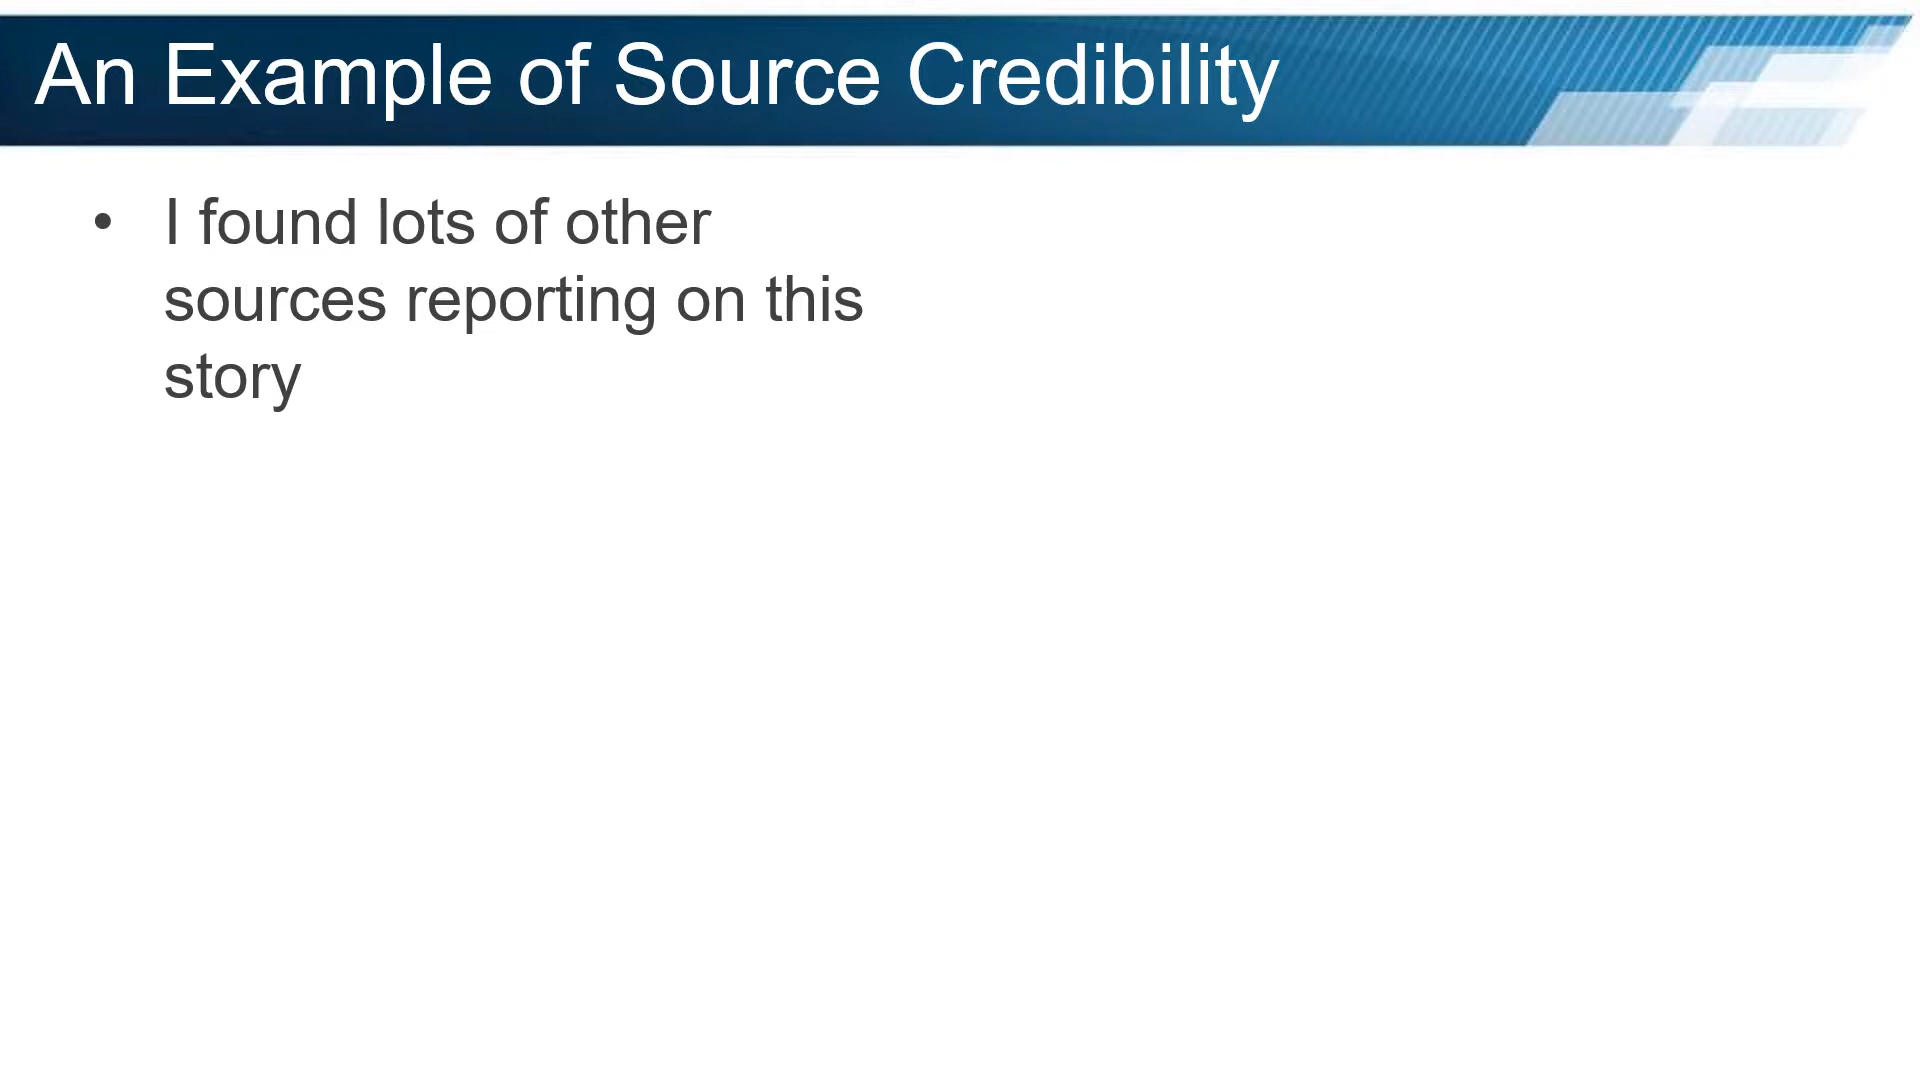 An Example of Source Credibility
• I found lots of other
sources reporting on this
story